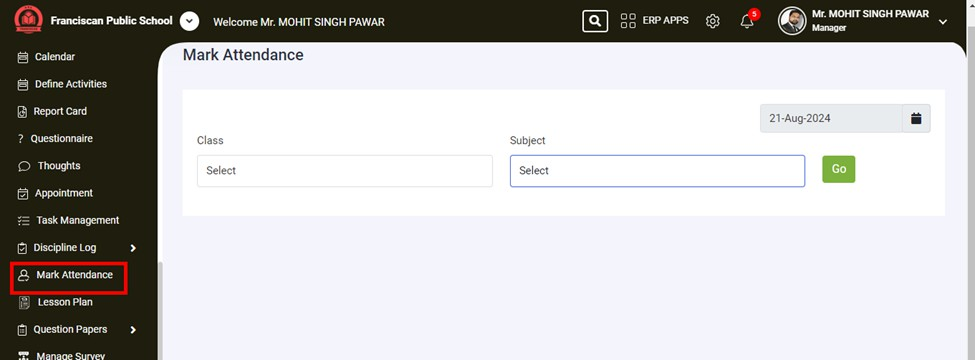 Franciscan Public School
Welcome Mr. MOHIT SINGH PAWAR
ERP APPS
5
Mr. MOHIT SINGH PAWAR
Manager
Calendar
Define Activities
Report Card
? Questionnaire
Thoughts
Appointment
Task Management
Discipline Log
Mark Attendance
Lesson Plan
Question Papers
Manage Survey
Mark Attendance
21-Aug-2024
Class
Subject
Select
Select
Go